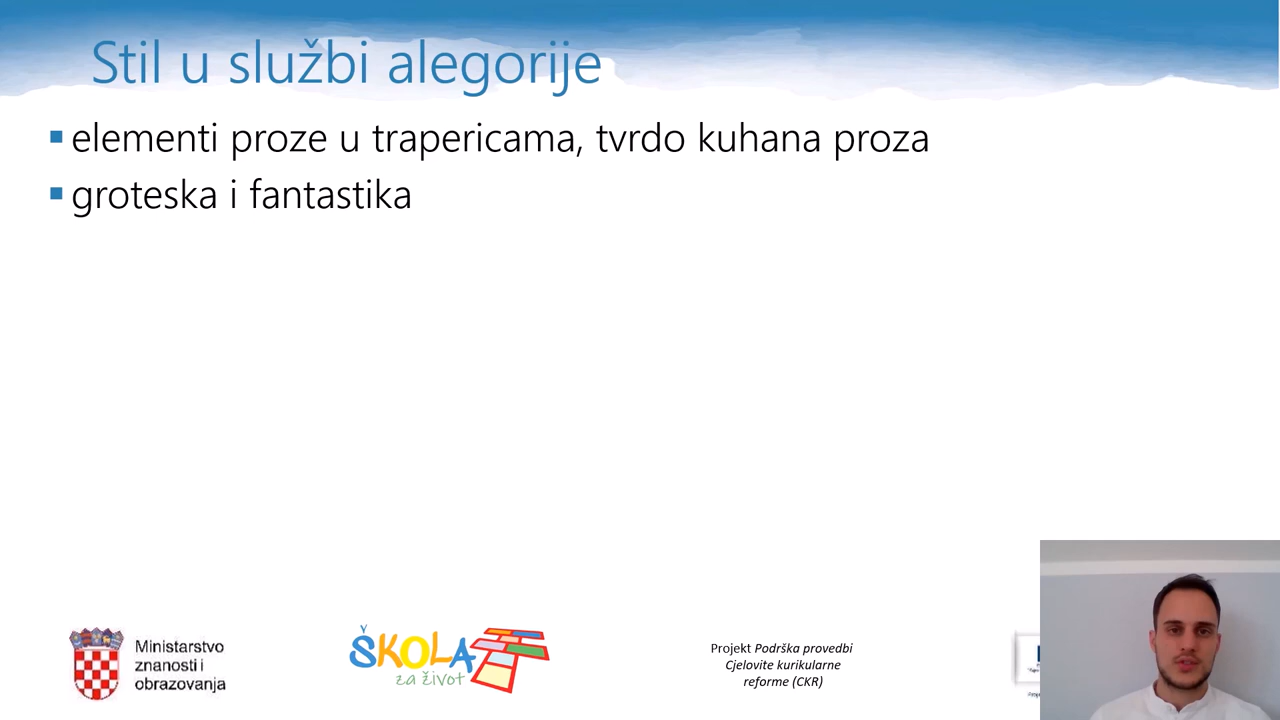 Stil u službi alegorije
elementi proze u trapericama, tvrdo kuhana proza
groteska i fantastika
Ministarstvo
znanosti i
obrazovanja
ŠKOLA
za život
Projekt Podrška provedbi
Cjelovite kurikularne
reforme (CKR)